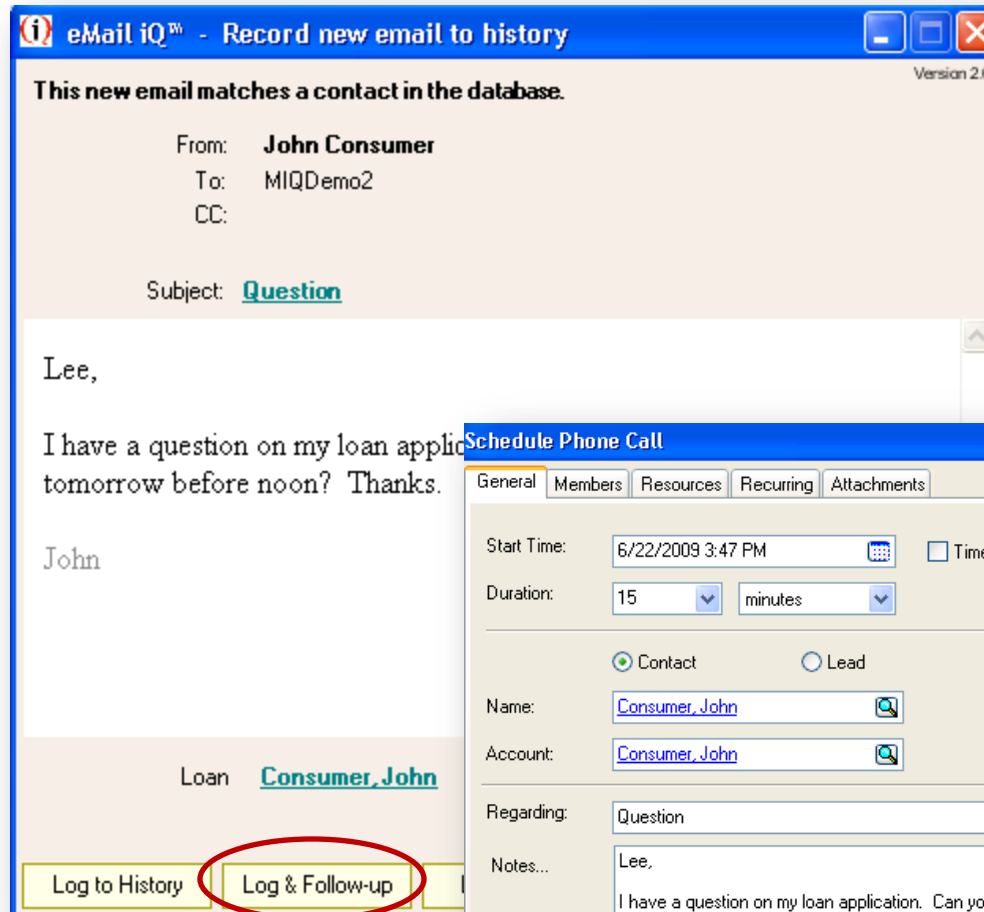 eMail iQ™ - Record new email to history
Version 2.
This new email matches a contact in the database.
From: John Consumer
To: MIQDemo2
CC:
Subject: Question
Lee,
I have a question on my loan applic
tomorrow before noon? Thanks.
John
Loan Consumer, John
Log to History
Log & Follow-up
Schedule Phone Call
General
Members
Resources
Recurring
Attachments
Start Time: 6/22/2009 3:47 PM
Time
Duration: 15 minutes
Contact
Lead
Name: Consumer, John
Account: Consumer, John
Regarding: Question
Notes... Lee,
I have a question on my loan application. Can yo